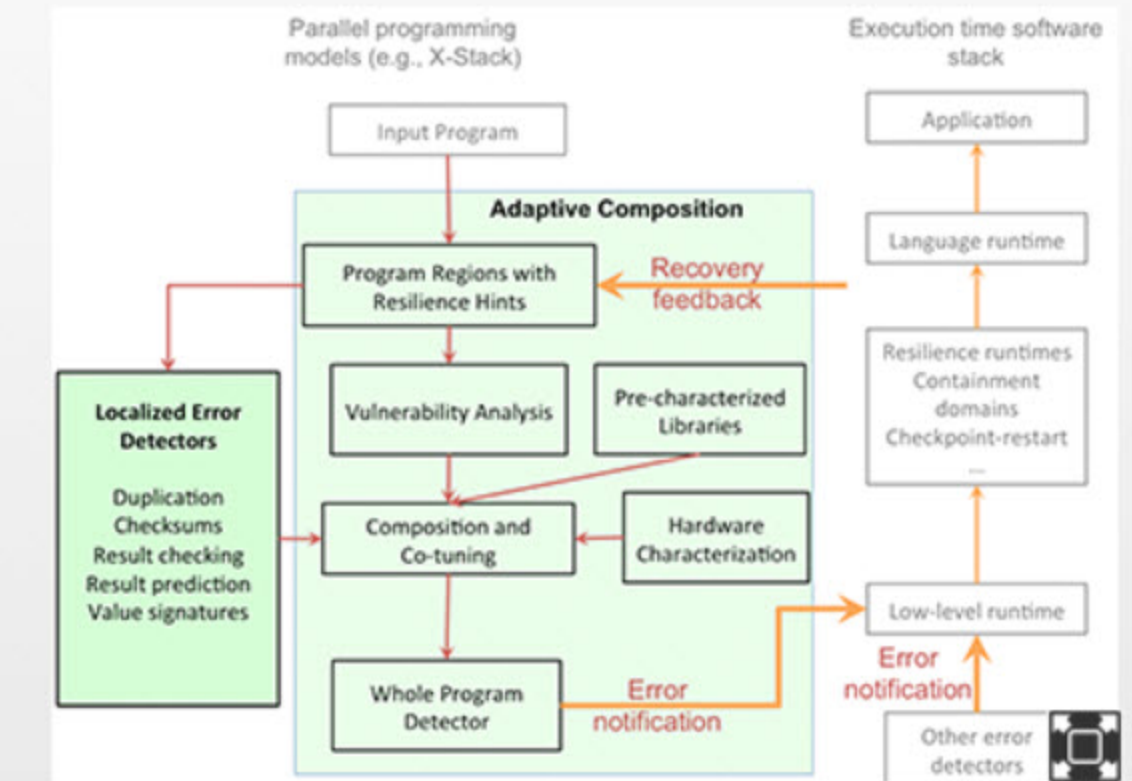 Parallel programming
models (e.g., X-Stack)
Execution time software
stack
Input Program
Application
Adaptive Composition
Language runtime
Program Regions with
Resilience Hints
Recovery
feedback
Resilience runtimes
Containment
domains
Checkpoint-restart
...
Localized Error
Detectors
Duplication
Checksums
Result checking
Result prediction
Value signatures
Vulnerability Analysis
Pre-characterized
Libraries
Composition and
Co-tuning
Hardware
Characterization
Low-level runtime
Whole Program
Detector
Error
notification
Error
notification
Other error
detectors